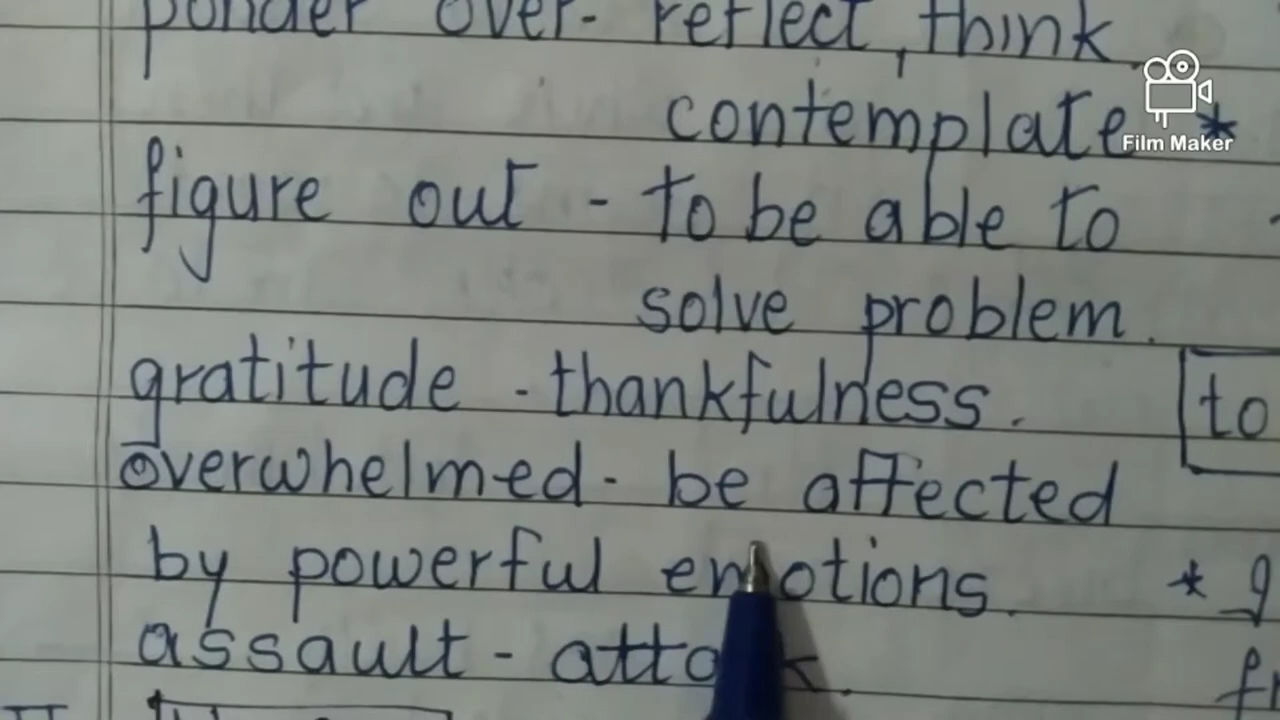 ponder over- reflect, think
contemplate *
Film Maker
figure out - to be able to
solve problem.
gratitude - thankfulness.
to
overwhelmed - be affected
by powerful emotions.
*
assault -